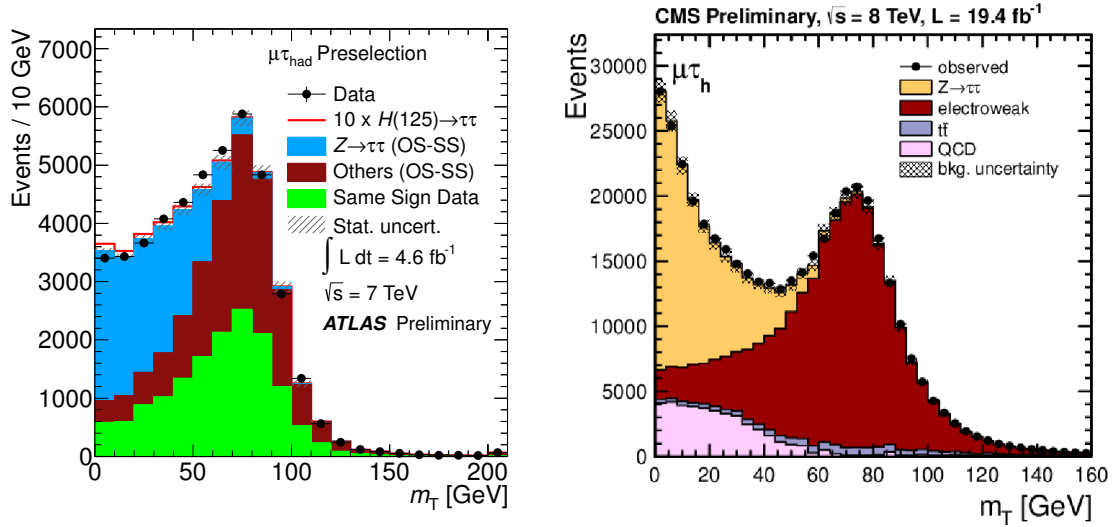 7000
6000
5000
4000
3000
2000
1000
0
Events / 10 GeV
μτhad Preselection
Data
10 x H(125)→ττ
Z→ττ (OS-SS)
Others (OS-SS)
Same Sign Data
Stat. uncert.
∫ L dt = 4.6 fb-1
√s = 7 TeV
ATLAS Preliminary
0 50 100 150 200
mT [GeV]
CMS Preliminary, √s = 8 TeV, L = 19.4 fb-1
30000
25000
20000
15000
10000
5000
0
Events
μτh
observed
Z→ττ
electroweak
tt̄
QCD
bkg. uncertainty
0 20 40 60 80 100 120 140 160
mT [GeV]